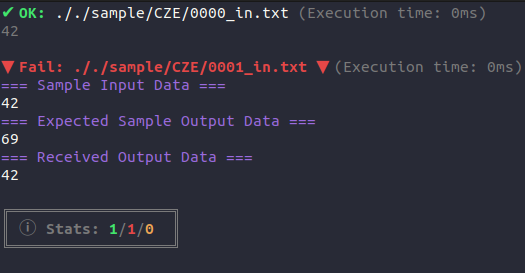 ✔ OK: ././sample/CZE/0000_in.txt (Execution time: 0ms)
42
▼ Fail: ././sample/CZE/0001_in.txt ▼ (Execution time: 0ms)
=== Sample Input Data ===
42
=== Expected Sample Output Data ===
69
=== Received Output Data ===
42
ⓘ Stats: 1/1/0